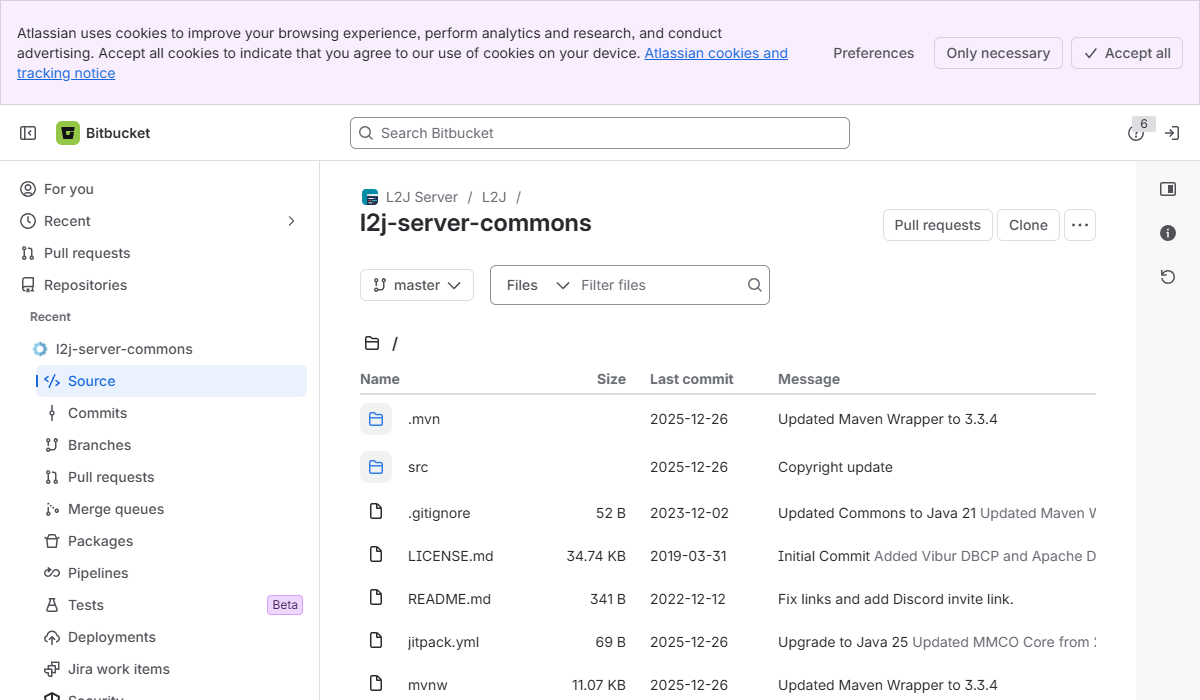 Atlassian uses cookies to improve your browsing experience, perform analytics and research, and conduct
advertising. Accept all cookies to indicate that you agree to our use of cookies on your device. Atlassian cookies and
tracking notice
Preferences
Only necessary
Accept all
Bitbucket
Search Bitbucket
6
For you
Recent
Pull requests
Repositories
Recent
l2j-server-commons
Source
Commits
Branches
Pull requests
Merge queues
Packages
Pipelines
Tests Beta
Deployments
Jira work items
Security
L2J Server / L2J /
l2j-server-commons
Pull requests
Clone
master
Files
Filter files
/
Name Size Last commit Message
.mvn 2025-12-26 Updated Maven Wrapper to 3.3.4
src 2025-12-26 Copyright update
.gitignore 52 B 2023-12-02 Updated Commons to Java 21 Updated Maven W
LICENSE.md 34.74 KB 2019-03-31 Initial Commit Added Vibur DBCP and Apache D
README.md 341 B 2022-12-12 Fix links and add Discord invite link.
jitpack.yml 69 B 2025-12-26 Upgrade to Java 25 Updated MMCO Core from
mvnw 11.07 KB 2025-12-26 Updated Maven Wrapper to 3.3.4